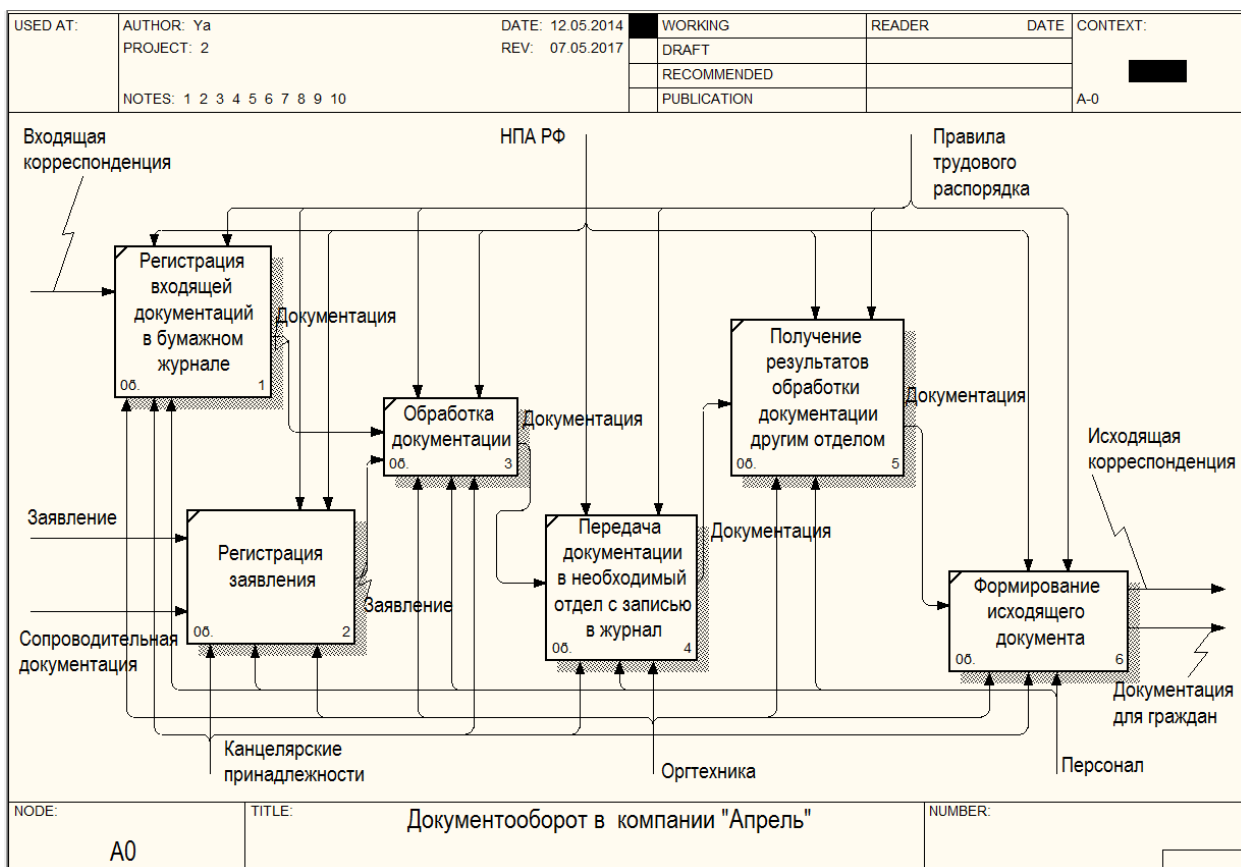 USED AT:
AUTHOR: Ya
DATE: 12.05.2014
PROJECT: 2
REV: 07.05.2017
NOTES: 1 2 3 4 5 6 7 8 9 10
WORKING
DRAFT
RECOMMENDED
PUBLICATION
READER
DATE
CONTEXT:
A-0
Входящая
корреспонденция
НПА РФ
Правила
трудового
распорядка
Регистрация
входящей
документаций
в бумажном
журнале
0б.
1
Документация
Обработка
документации
0б.
3
Документация
Получение
результатов
обработки
документации
другим отделом
0б.
5
Документация
Исходящая
корреспонденция
Заявление
Сопроводительная
документация
Регистрация
заявления
0б.
2
Заявление
Передача
документации
в необходимый
отдел с записью
в журнал
0б.
4
Документация
Формирование
исходящего
документа
0б.
6
Документация
для граждан
Канцелярские
принадлежности
Оргтехника
Персонал
NODE:
A0
TITLE:
Документооборот в компании "Апрель"
NUMBER: